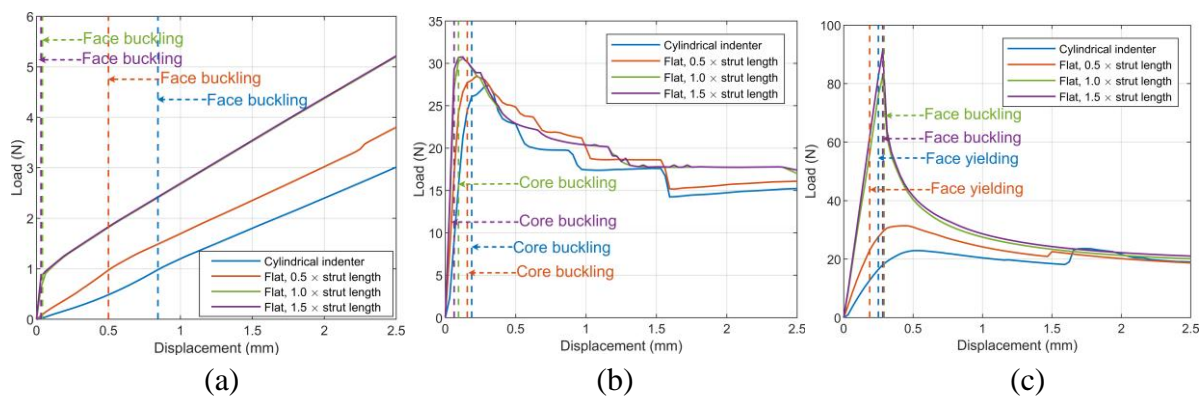 6
5
4
3
2
1
0
Load (N)
Face buckling
Face buckling
Face buckling
Face buckling
Cylindrical indenter
Flat, 0.5 × strut length
Flat, 1.0 × strut length
Flat, 1.5 × strut length
0 0.5 1 1.5 2 2.5
Displacement (mm)
(a)
35
30
25
20
15
10
5
0
Load (N)
Cylindrical indenter
Flat, 0.5 × strut length
Flat, 1.0 × strut length
Flat, 1.5 × strut length
Core buckling
Core buckling
Core buckling
Core buckling
0 0.5 1 1.5 2 2.5
Displacement (mm)
(b)
100
80
60
40
20
0
Load (N)
Cylindrical indenter
Flat, 0.5 × strut length
Flat, 1.0 × strut length
Flat, 1.5 × strut length
Face buckling
Face buckling
Face yielding
Face yielding
0 0.5 1 1.5 2 2.5
Displacement (mm)
(c)